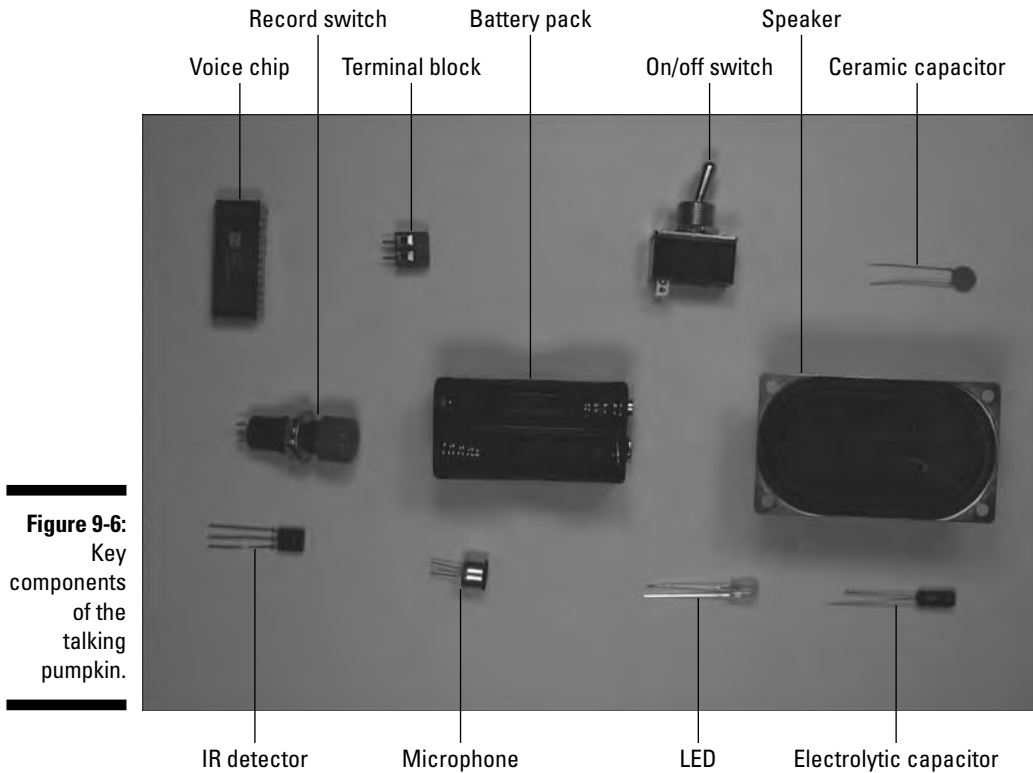 Record switch
Battery pack
Speaker
Voice chip
Terminal block
On/off switch
Ceramic capacitor
Figure 9-6:
Key
components
of the
talking
pumpkin.
IR detector
Microphone
LED
Electrolytic capacitor